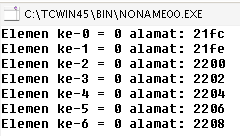 C:\TCWIN45\BIN\NONAME00.EXE
Elemen ke-0 = 0 alamat: 21fc
Elemen ke-1 = 0 alamat: 21fe
Elemen ke-2 = 0 alamat: 2200
Elemen ke-3 = 0 alamat: 2202
Elemen ke-4 = 0 alamat: 2204
Elemen ke-5 = 0 alamat: 2206
Elemen ke-6 = 0 alamat: 2208